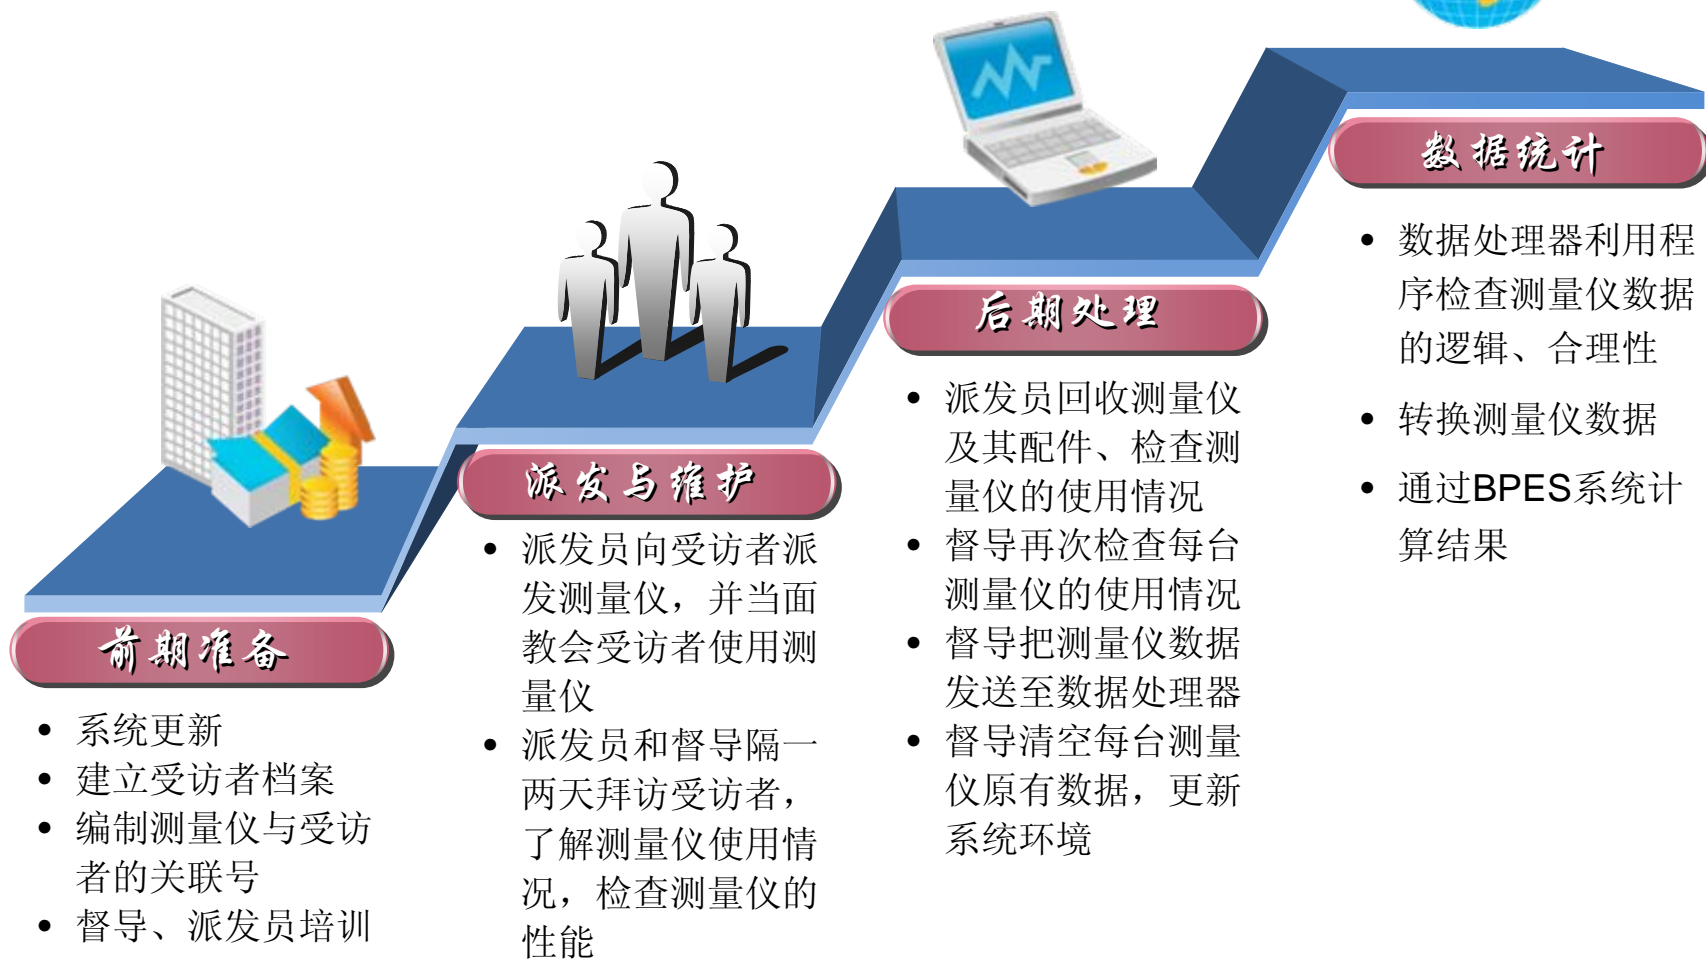 前期准备
• 系统更新
• 建立受访者档案
• 编制测量仪与受访
者的关联号
• 督导、派发员培训
派发与维护
• 派发员向受访者派
发测量仪，并当面
教会受访者使用测
量仪
• 派发员和督导隔一
两天拜访受访者，
了解测量仪使用情
况，检查测量仪的
性能
后期处理
• 派发员回收测量仪
及其配件、检查测
量仪的使用情况
• 督导再次检查每台
测量仪的使用情况
• 督导把测量仪数据
发送至数据处理器
• 督导清空每台测量
仪原有数据，更新
系统环境
数据统计
• 数据处理器利用程
序检查测量仪数据
的逻辑、合理性
• 转换测量仪数据
• 通过BPES系统计
算结果